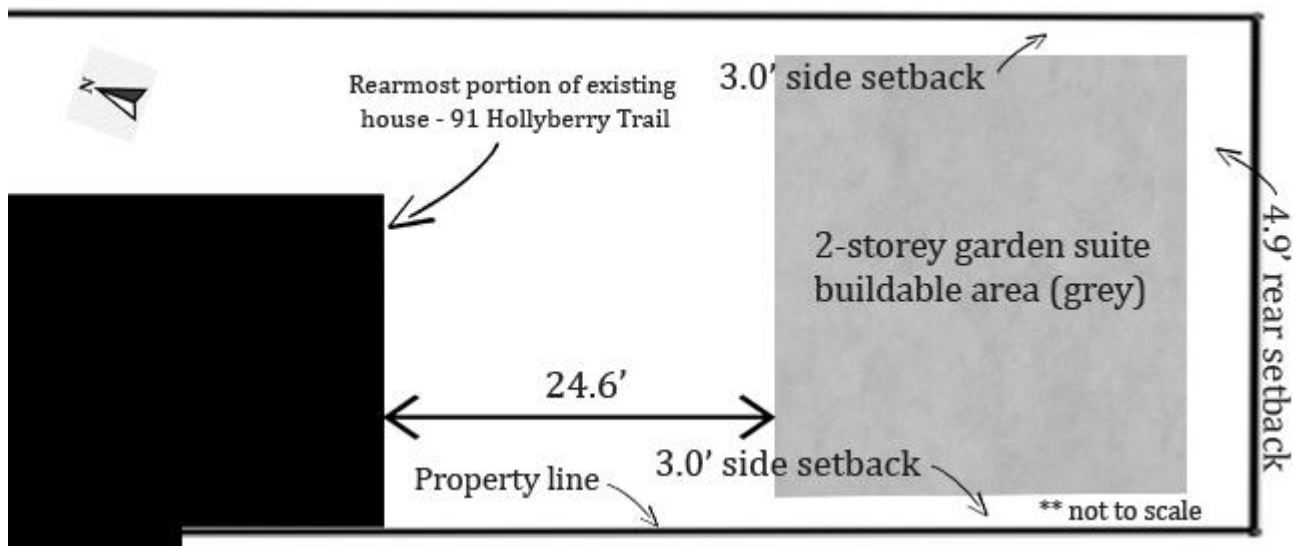 N
Rearmost portion of existing
house - 91 Hollyberry Trail
3.0’ side setback
2-storey garden suite
buildable area (grey)
4.9’ rear setback
24.6’
3.0’ side setback
Property line
** not to scale